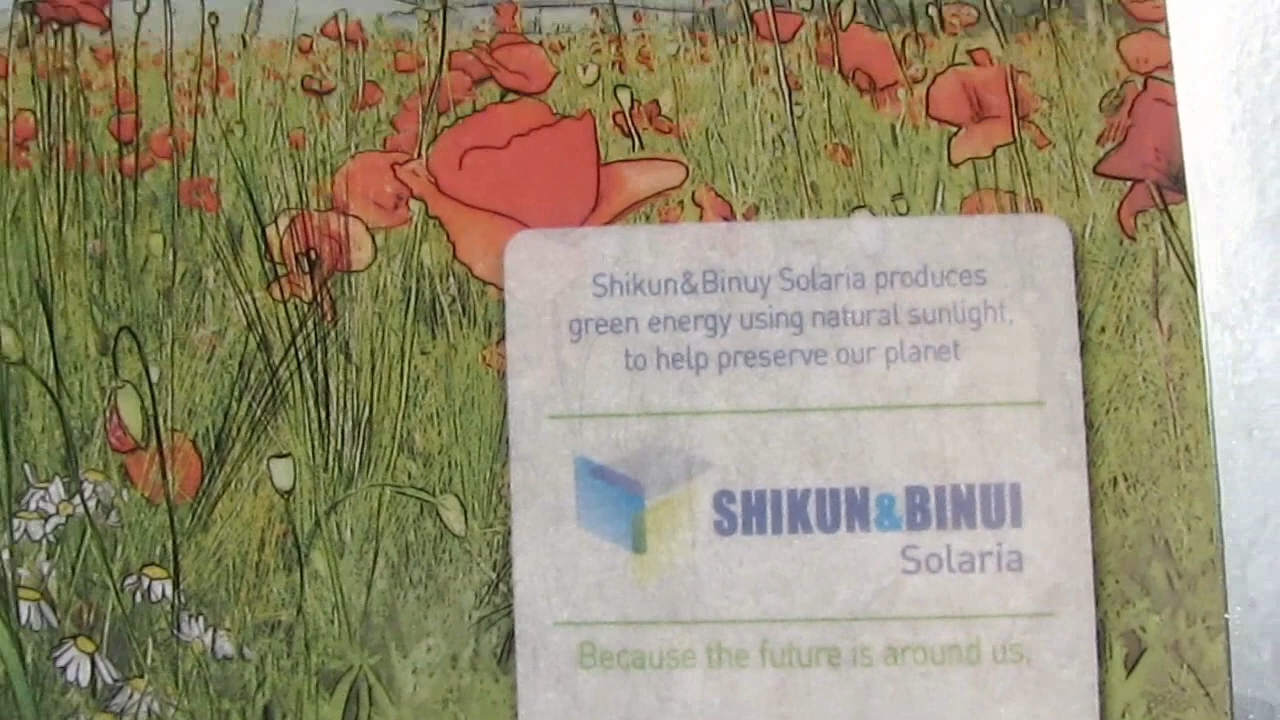 Shikun&Binuy Solaria produces
green energy using natural sunlight,
to help preserve our planet
SHIKUN&BINUI
Solaria
Because the future is around us.